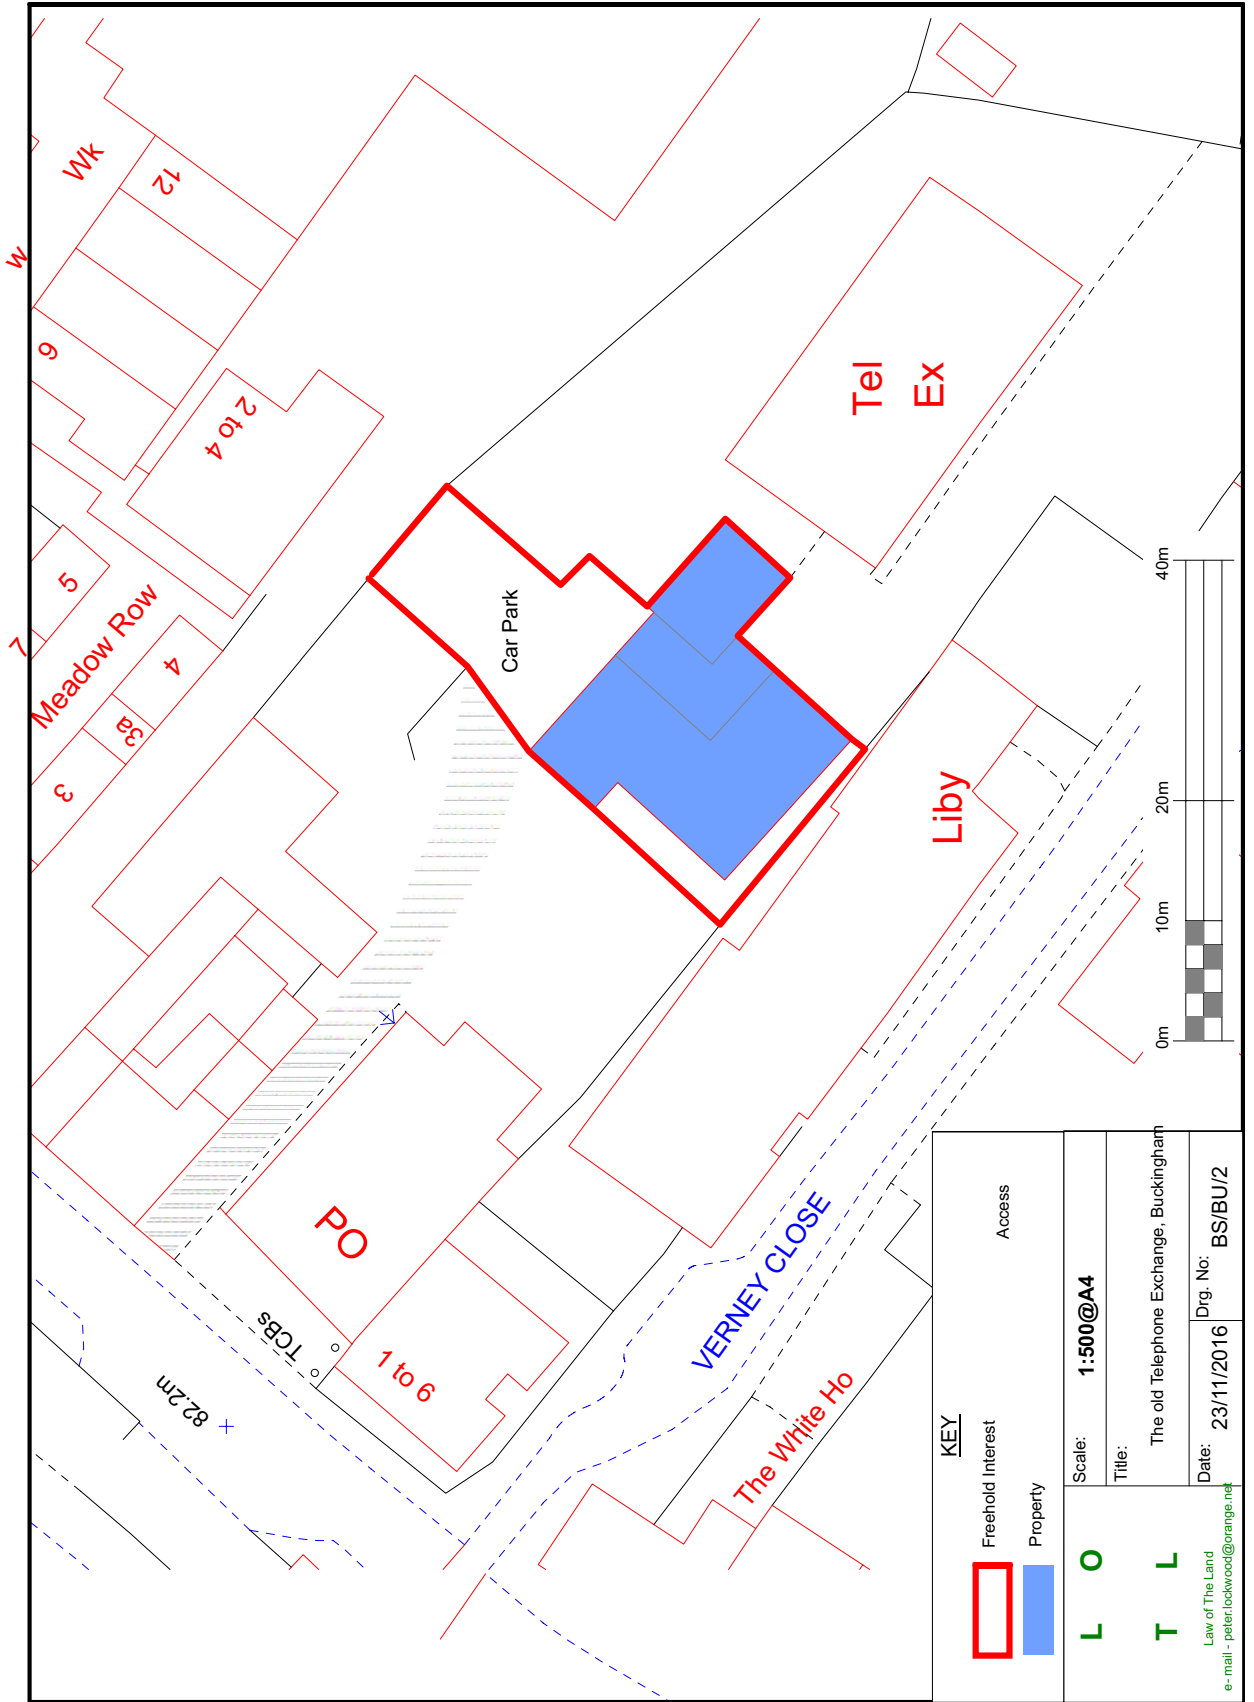 w
Wk
12
9
2 to 4
5
7
Meadow Row
4
3a
3
Car Park
Tel
Ex
Liby
PO
TCBs
1 to 6
82.2m
VERNEY CLOSE
The White Ho
0m
10m
20m
40m
KEY
Freehold Interest
Access
Property
L O
T L
Law of The Land
e-mail - peter.lockwood@orange.net
Scale:
1:500@A4
Title:
The old Telephone Exchange, Buckingham
Date:
23/11/2016
Drg. No:
BS/BU/2